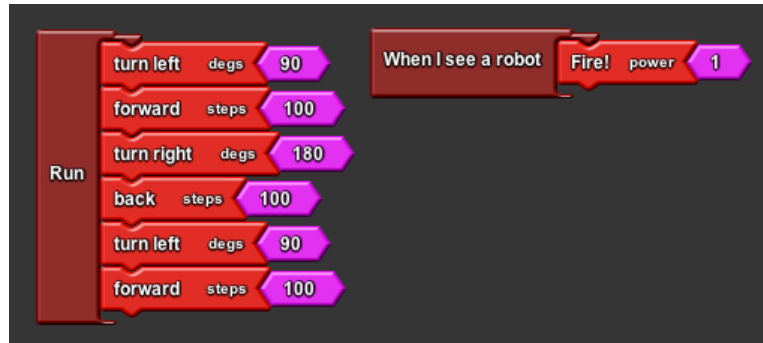 Run
turn left degs 90
forward steps 100
turn right degs 180
back steps 100
turn left degs 90
forward steps 100
When I see a robot Fire! power 1